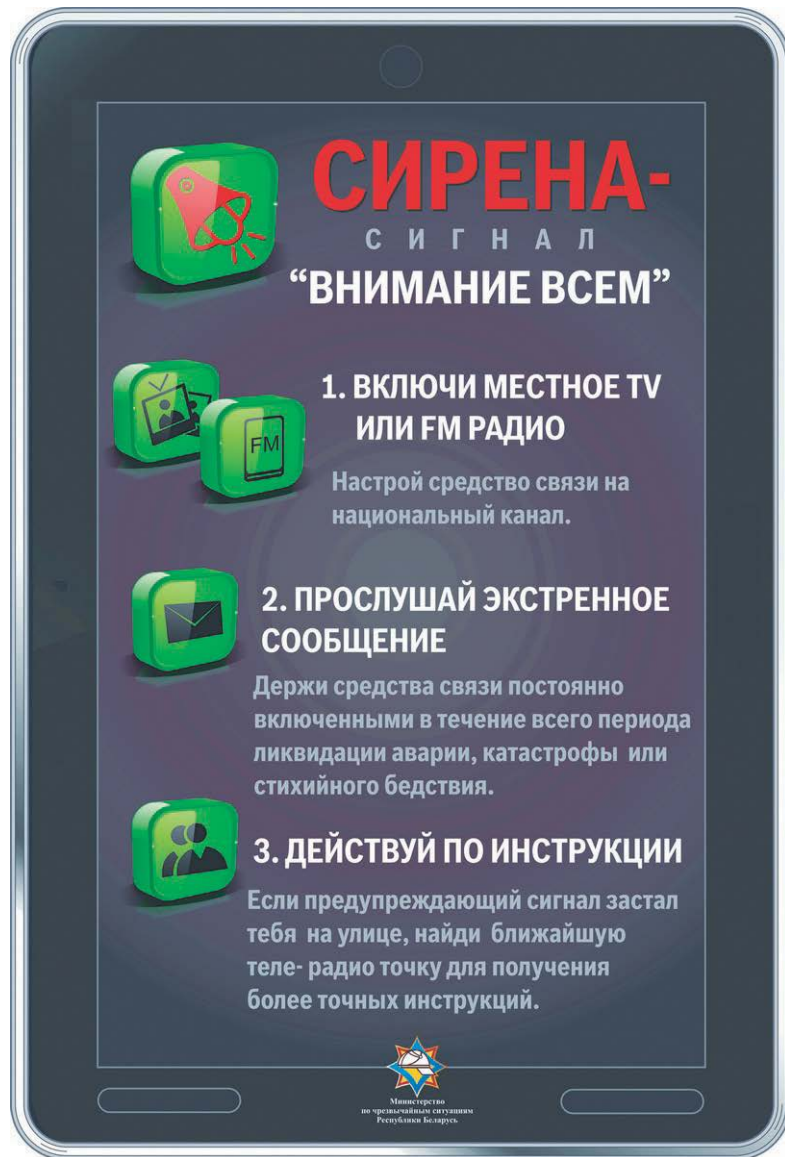 СИРЕНА-
СИГНАЛ
“ВНИМАНИЕ ВСЕМ”
1. ВКЛЮЧИ МЕСТНОЕ TV
ИЛИ FM РАДИО
FM
Настрой средство связи на
национальный канал.
2. ПРОСЛУШАЙ ЭКСТРЕННОЕ
СООБЩЕНИЕ
Держи средства связи постоянно
включенными в течение всего периода
ликвидации аварии, катастрофы или
стихийного бедствия.
3. ДЕЙСТВУЙ ПО ИНСТРУКЦИИ
Если предупреждающий сигнал застал
тебя на улице, найди ближайшую
теле- радио точку для получения
более точных инструкций.
Министерство
по чрезвычайным ситуациям
Республики Беларусь